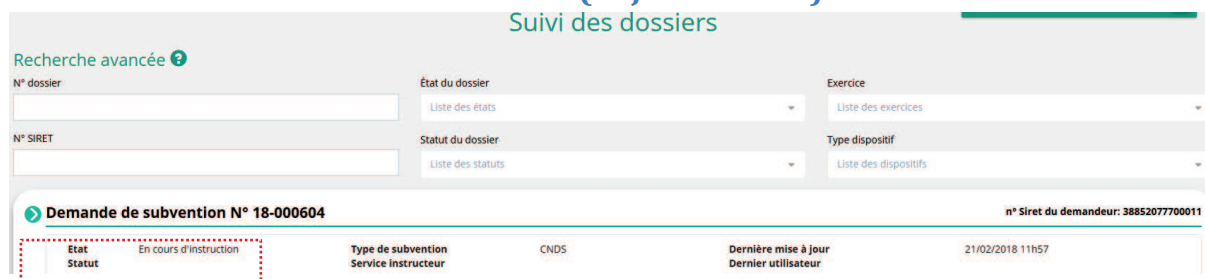 Suivi des dossiers
Recherche avancée ?
N° dossier
État du dossier
Exercice
Liste des états
Liste des exercices
N° SIRET
Statut du dossier
Type dispositif
Liste des statuts
Liste des dispositifs
Demande de subvention N° 18-000604
n° Siret du demandeur: 38852077700011
Etat En cours d'instruction Type de subvention CNDS Dernière mise à jour 21/02/2018 11h57
Statut Service instructeur Dernier utilisateur